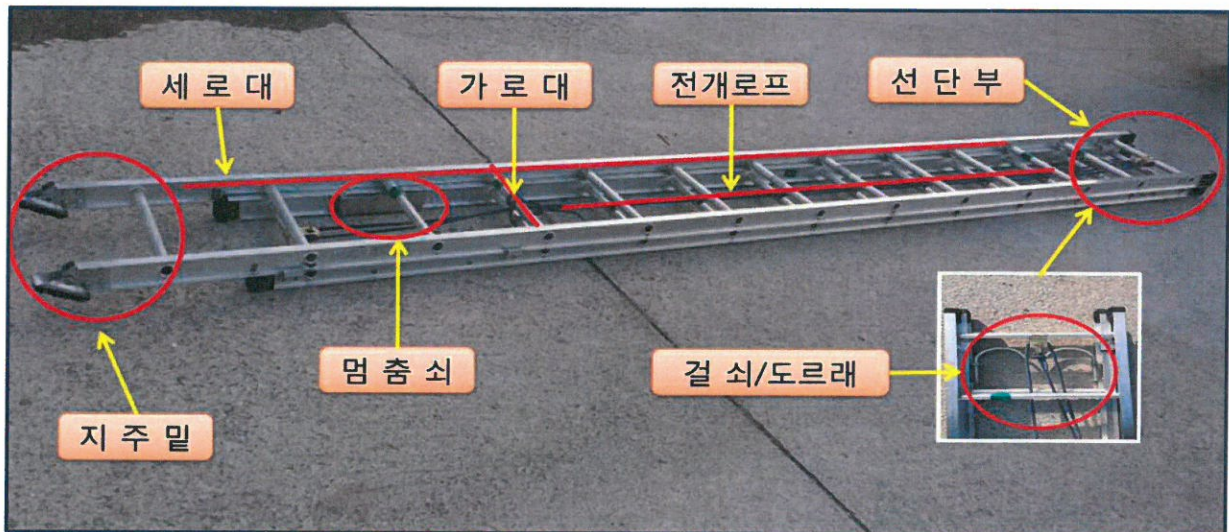 세 로 대
가 로 대
전개로프
선 단 부
멈 춤 쇠
걸 쇠/도르래
지 주 밑